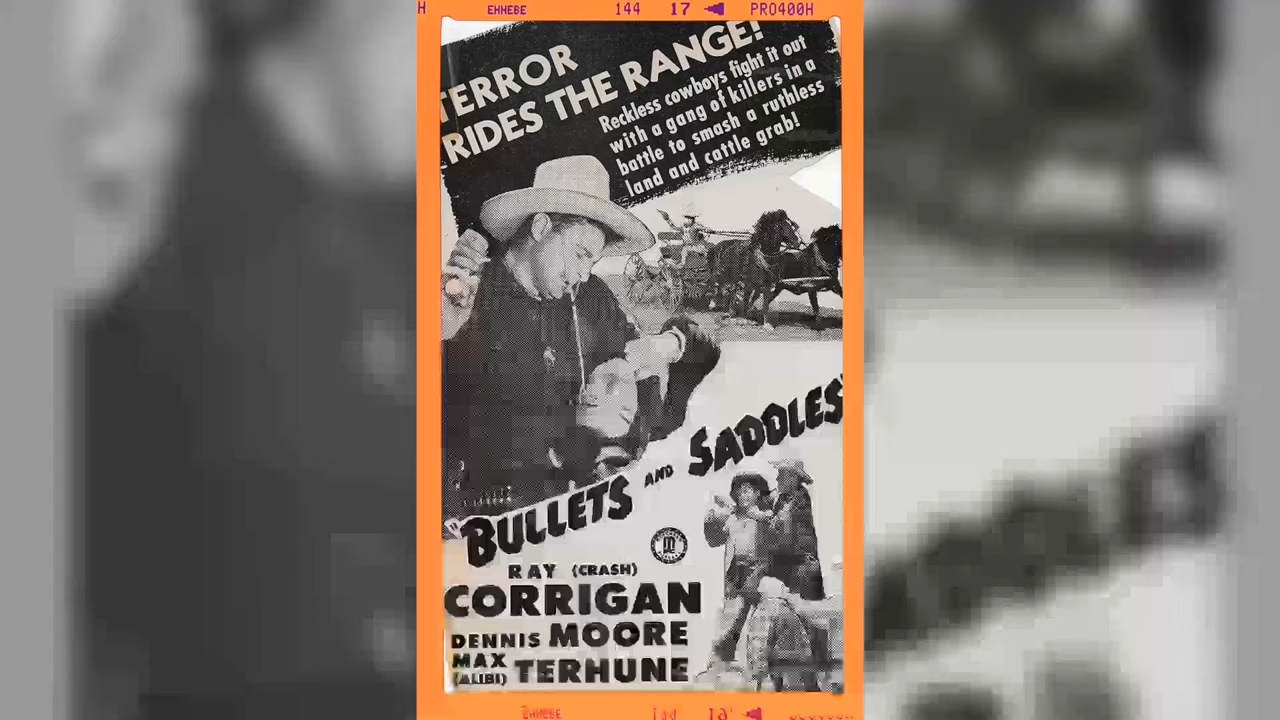 H EHHEBE 144 17 PRO400H
TERROR
RIDES THE RANGE!
Reckless cowboys fight it out
with a gang of killers in a
battle to smash a ruthless
land and cattle grab!
"BULLETS AND SADDLES"
RAY (CRASH)
CORRIGAN
DENNIS MOORE
MAX
(ALIBI) TERHUNE
EHHEBE